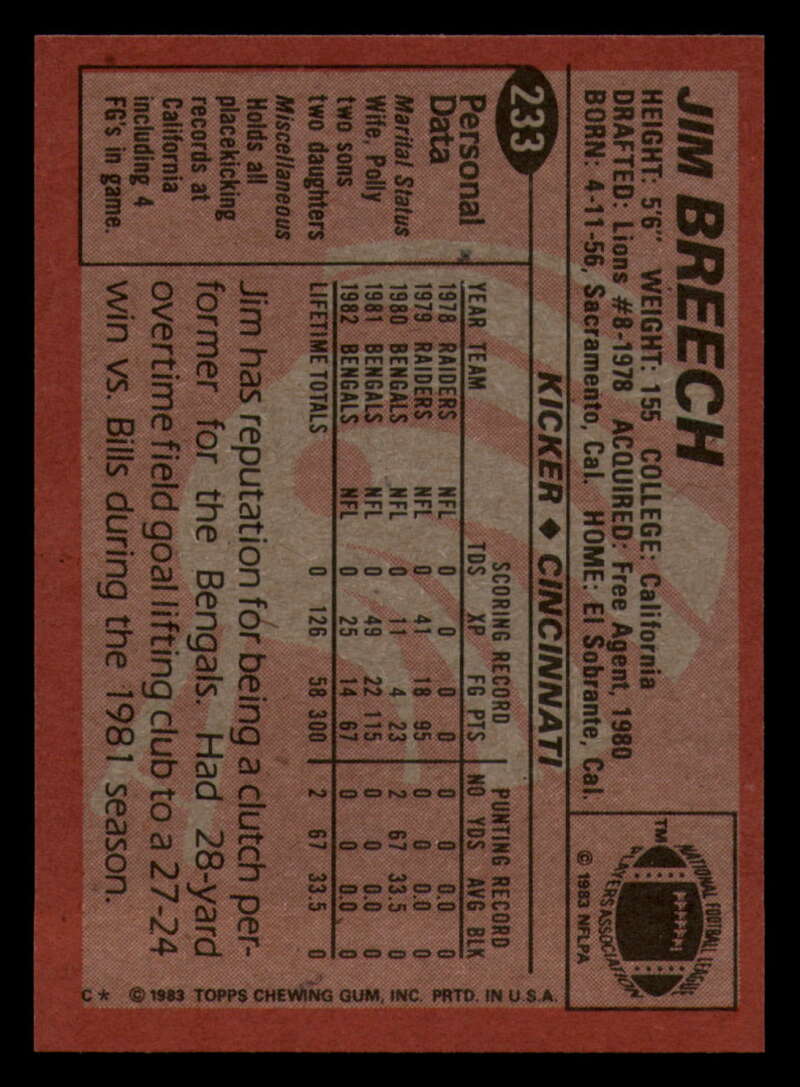 JIM BREECH
HEIGHT: 5'6" WEIGHT: 155 COLLEGE: California
DRAFTED: Lions #8-1978 ACQUIRED: Free Agent, 1980
BORN: 4-11-56, Sacramento, Cal. HOME: El Sobrante, Cal.
NATIONAL FOOTBALL LEAGUE
PLAYERS ASSOCIATION
TM
© 1983 NFLPA
233
KICKER ♦ CINCINNATI
Personal
Data
Marital Status
Wife, Polly
two sons
two daughters
Miscellaneous
Holds all
placekicking
records at
California
including 4
FG's in game.
SCORING RECORD PUNTING RECORD
YEAR TEAM TDS XP FG PTS NO YDS AVG BLK
1978 RAIDERS NFL 0 0 0 0 0 0 0.0 0
1979 RAIDERS NFL 0 41 18 95 0 0 0.0 0
1980 BENGALS NFL 0 11 4 23 2 67 33.5 0
1981 BENGALS NFL 0 49 22 115 0 0 0.0 0
1982 BENGALS NFL 0 25 14 67 0 0 0.0 0
LIFETIME TOTALS 0 126 58 300 2 67 33.5 0
Jim has reputation for being a clutch per-
former for the Bengals. Had 28-yard
overtime field goal lifting club to a 27-24
win vs. Bills during the 1981 season.
C* © 1983 TOPPS CHEWING GUM, INC. PRTD. IN U.S.A.